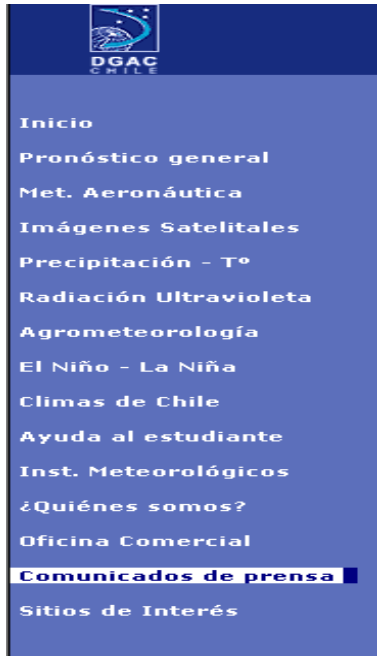 DGAC
CHILE
Inicio
Pronóstico general
Met. Aeronáutica
Imágenes Satelitales
Precipitación - Tº
Radiación Ultravioleta
Agrometeorología
El Niño - La Niña
Climas de Chile
Ayuda al estudiante
Inst. Meteorológicos
¿Quiénes somos?
Oficina Comercial
Comunicados de prensa
Sitios de Interés